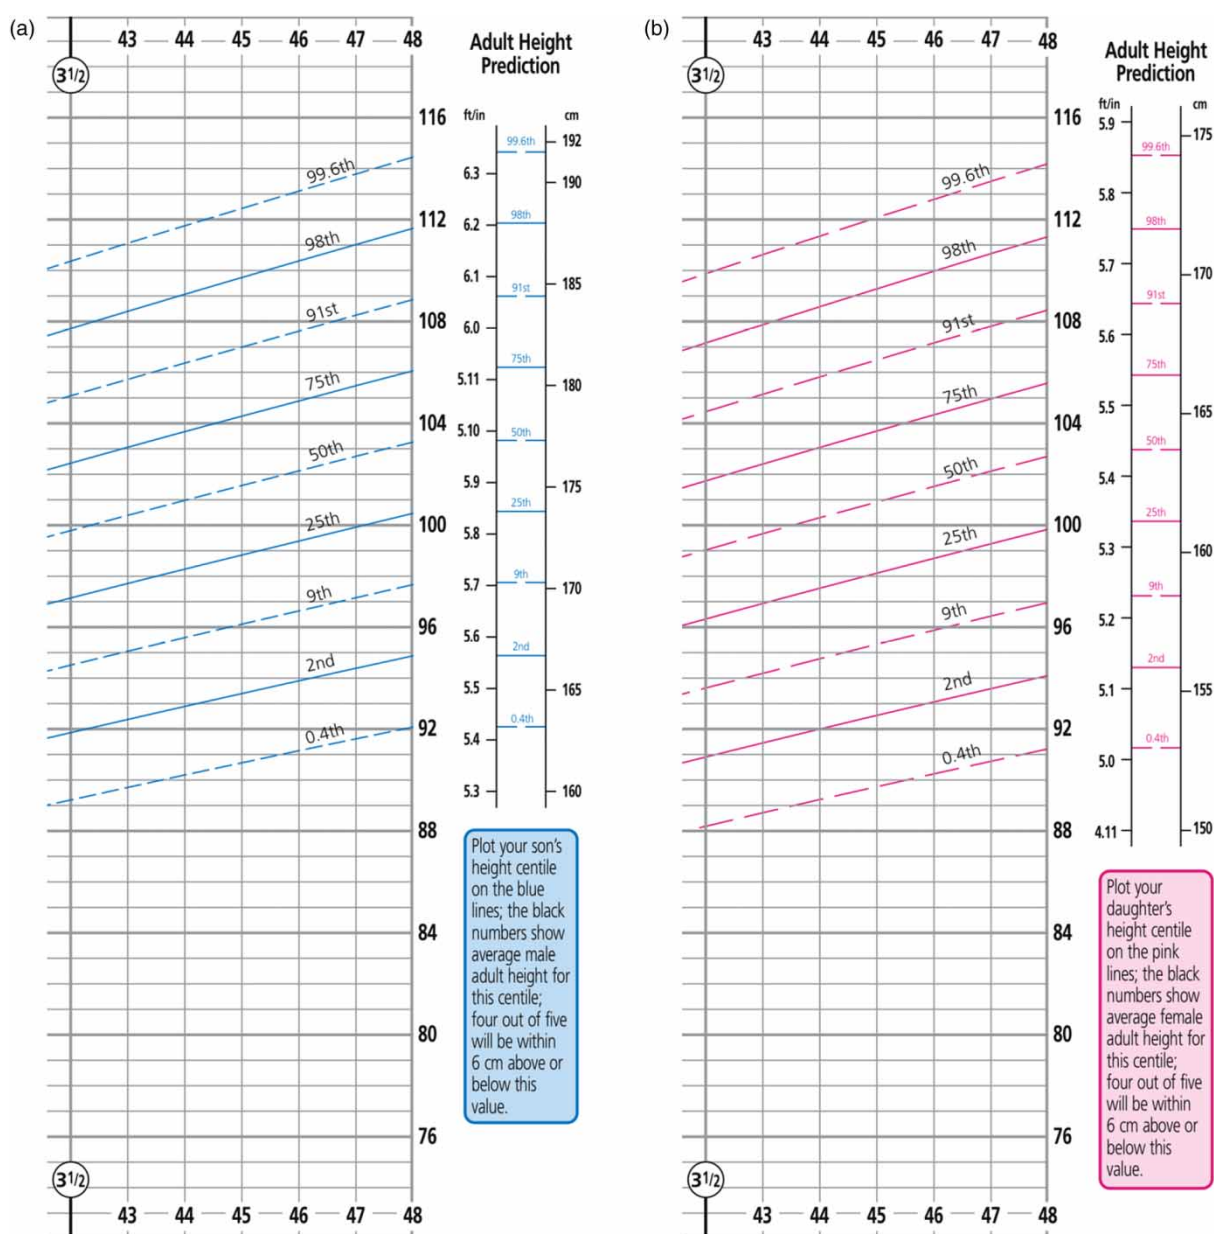 (a)
43 44 45 46 47 48
3 1/2
Adult Height
Prediction
ft/in cm
116
99.6th
192
6.3
190
99.6th
112
98th
6.2
98th
6.1
185
91st
108
91st
6.0
75th
75th
5.11
180
104
5.10
50th
50th
5.9
175
25th
100
25th
5.8
9th
5.7
170
9th
96
5.6
2nd
2nd
5.5
165
0.4th
92
0.4th
5.4
5.3
160
88
84
80
76
Plot your son's
height centile
on the blue
lines; the black
numbers show
average male
adult height for
this centile;
four out of five
will be within
6 cm above or
below this
value.
3 1/2
43 44 45 46 47 48
(b)
43 44 45 46 47 48
3 1/2
Adult Height
Prediction
ft/in cm
116
5.9
175
99.6th
99.6th
5.8
112
98th
98th
5.7
170
91st
108
91st
5.6
75th
75th
5.5
165
104
50th
50th
5.4
25th
100
25th
5.3
160
9th
9th
96
5.2
2nd
2nd
5.1
155
92
0.4th
0.4th
5.0
88
4.11
150
84
80
76
Plot your
daughter's
height centile
on the pink
lines; the black
numbers show
average female
adult height for
this centile;
four out of five
will be within
6 cm above or
below this
value.
3 1/2
43 44 45 46 47 48